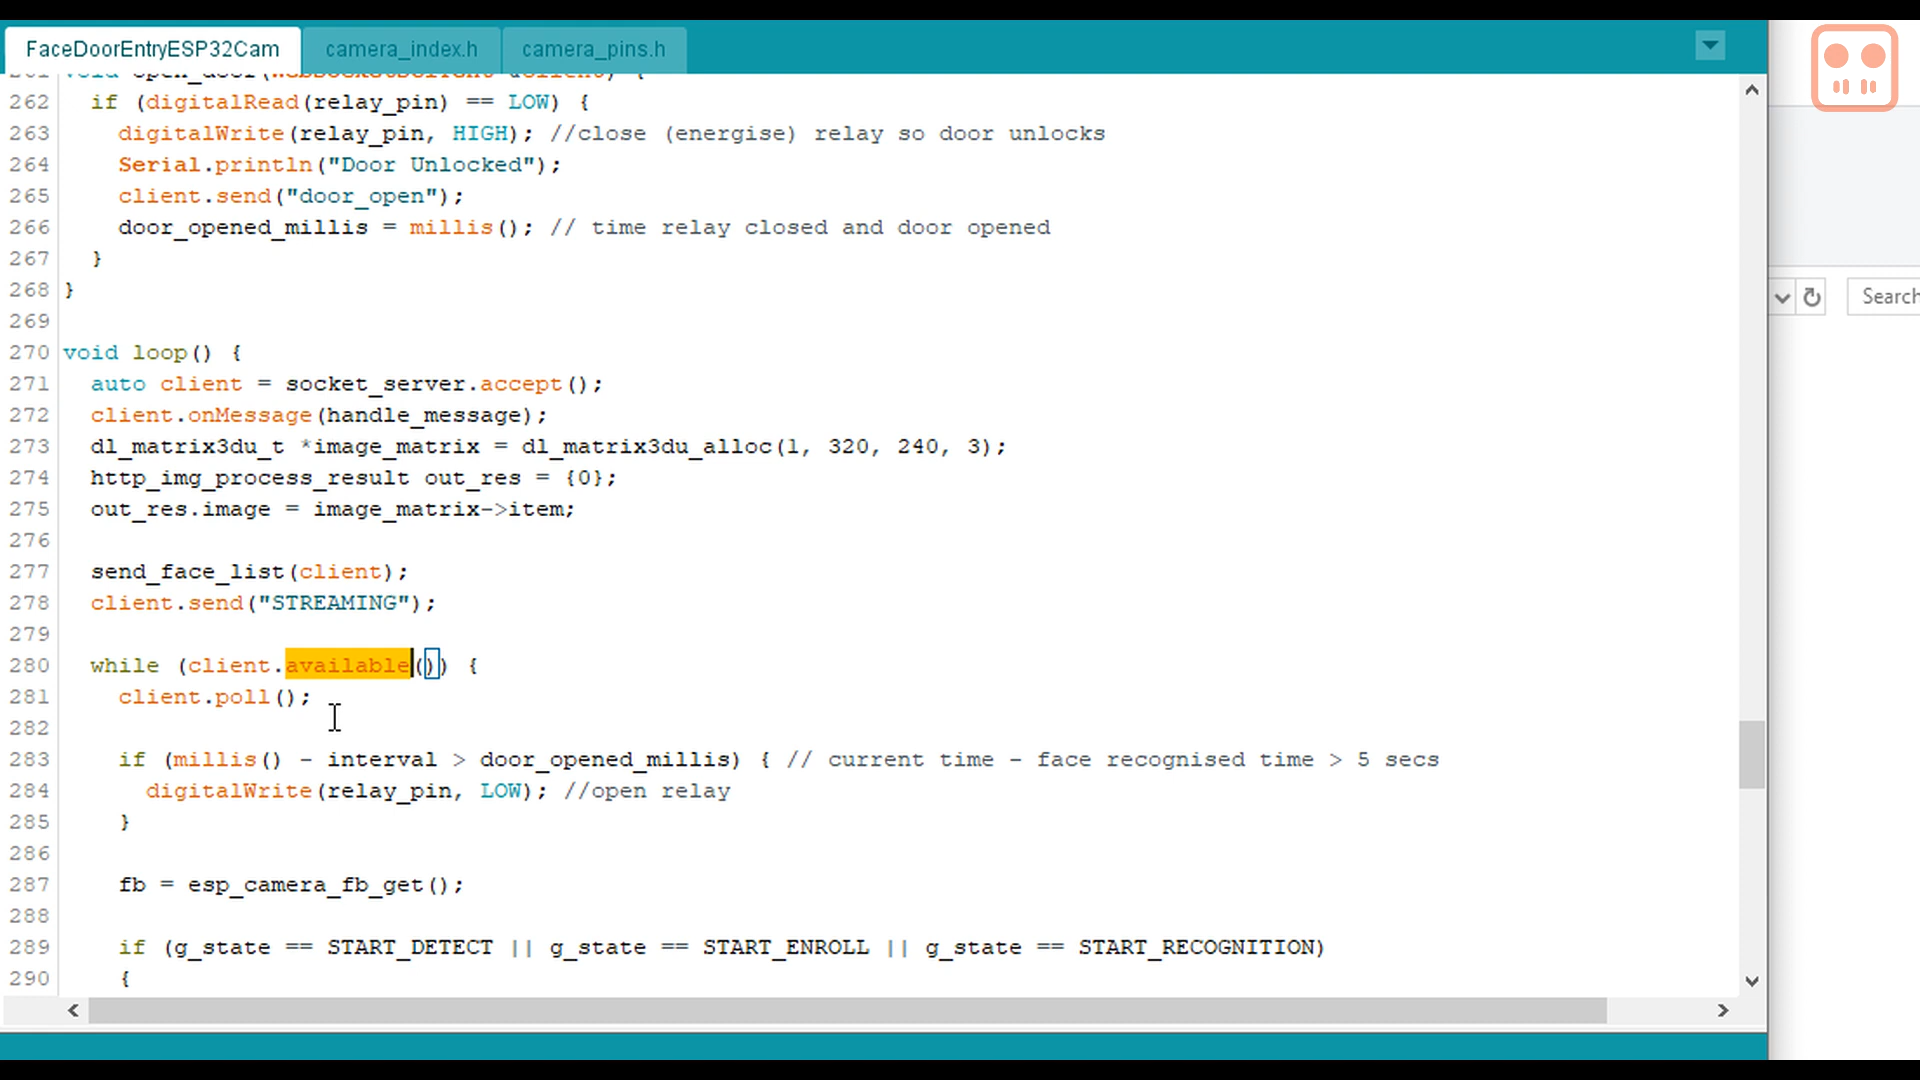 FaceDoorEntryESP32Cam camera_index.h camera_pins.h
262 if (digitalRead(relay_pin) == LOW) {
263 digitalWrite(relay_pin, HIGH); //close (energise) relay so door unlocks
264 Serial.println("Door Unlocked");
265 client.send("door_open");
266 door_opened_millis = millis(); // time relay closed and door opened
267 }
268 }
269
270 void loop() {
271 auto client = socket_server.accept();
272 client.onMessage(handle_message);
273 dl_matrix3du_t *image_matrix = dl_matrix3du_alloc(1, 320, 240, 3);
274 http_img_process_result out_res = {0};
275 out_res.image = image_matrix->item;
276
277 send_face_list(client);
278 client.send("STREAMING");
279
280 while (client.available()) {
281 client.poll();
282
283 if (millis() - interval > door_opened_millis) { // current time - face recognised time > 5 secs
284 digitalWrite(relay_pin, LOW); //open relay
285 }
286
287 fb = esp_camera_fb_get();
288
289 if (g_state == START_DETECT || g_state == START_ENROLL || g_state == START_RECOGNITION)
290 {
Search